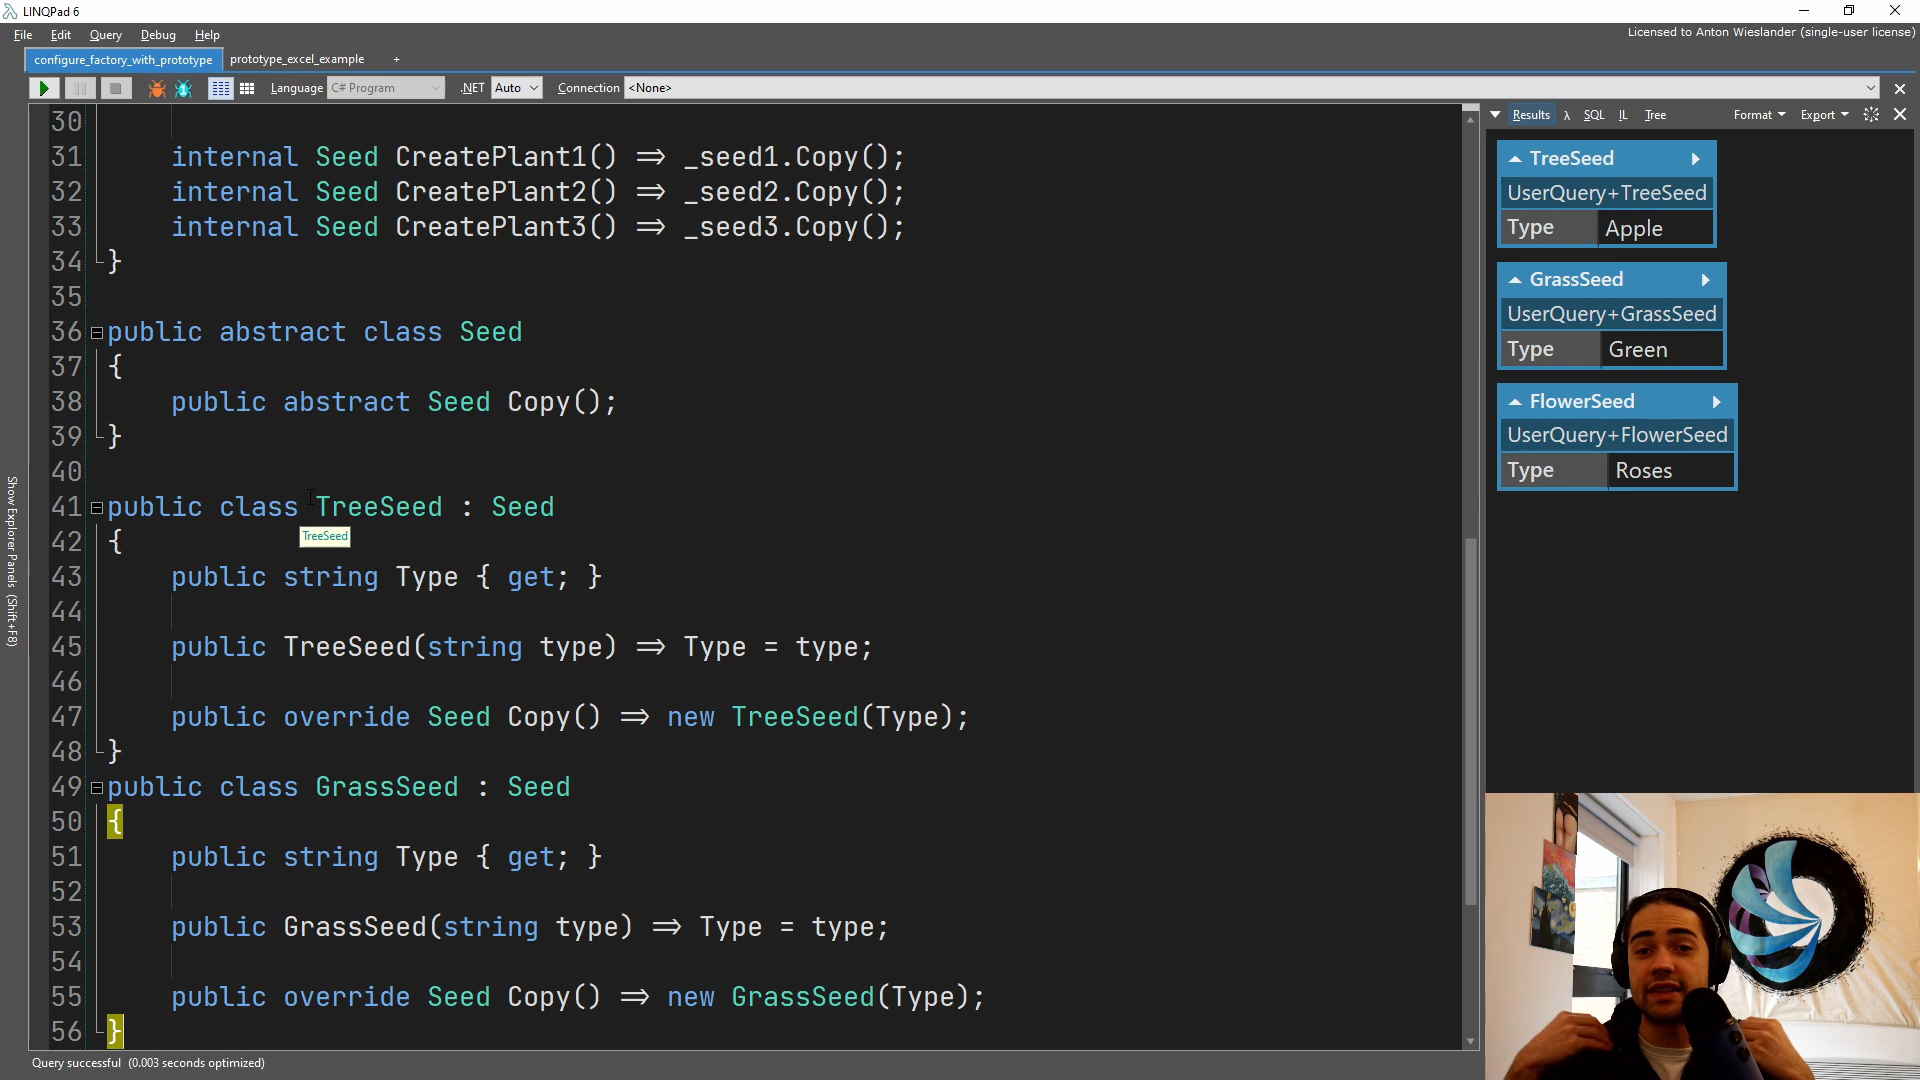 LINQPad 6
File Edit Query Debug Help
Licensed to Anton Wieslander (single-user license)
configure_factory_with_prototype prototype_excel_example +
Language C# Program .NET Auto Connection <None>
Results λ SQL IL Tree Format Export
30
31 internal Seed CreatePlant1() => _seed1.Copy();
32 internal Seed CreatePlant2() => _seed2.Copy();
33 internal Seed CreatePlant3() => _seed3.Copy();
34 }
35
36 public abstract class Seed
37 {
38 public abstract Seed Copy();
39 }
40
41 public class TreeSeed : Seed
TreeSeed
42 {
43 public string Type { get; }
44
45 public TreeSeed(string type) => Type = type;
46
47 public override Seed Copy() => new TreeSeed(Type);
48 }
49 public class GrassSeed : Seed
50 {
51 public string Type { get; }
52
53 public GrassSeed(string type) => Type = type;
54
55 public override Seed Copy() => new GrassSeed(Type);
56 }
TreeSeed
UserQuery+TreeSeed
Type Apple
GrassSeed
UserQuery+GrassSeed
Type Green
FlowerSeed
UserQuery+FlowerSeed
Type Roses
Show Explorer Panels (Shift+F8)
Query successful (0.003 seconds optimized)